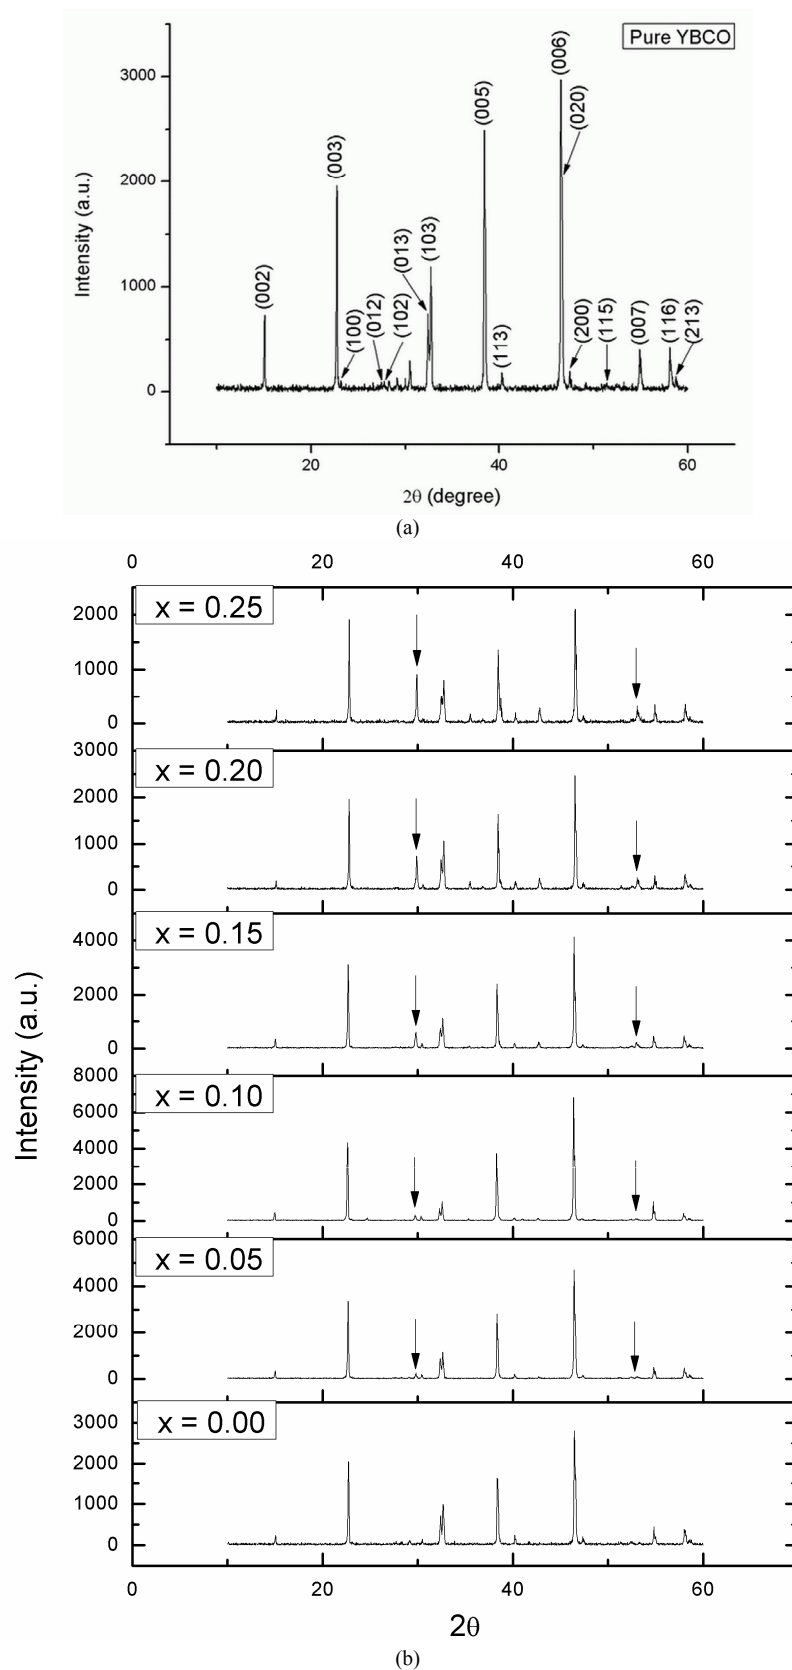 Pure YBCO
3000
2000
1000
0
Intensity (a.u.)
(002)
(003)
(100)
(012)
(102)
(013)
(103)
(005)
(113)
(006)
(020)
(200)
(115)
(007)
(116)
(213)
20 40 60
2θ (degree)
(a)
0 20 40 60
x = 0.25
2000
1000
0
x = 0.20
3000
2000
1000
0
x = 0.15
4000
2000
0
x = 0.10
8000
6000
4000
2000
0
x = 0.05
6000
4000
2000
0
x = 0.00
3000
2000
1000
0
Intensity (a.u.)
0 20 40 60
2θ
(b)